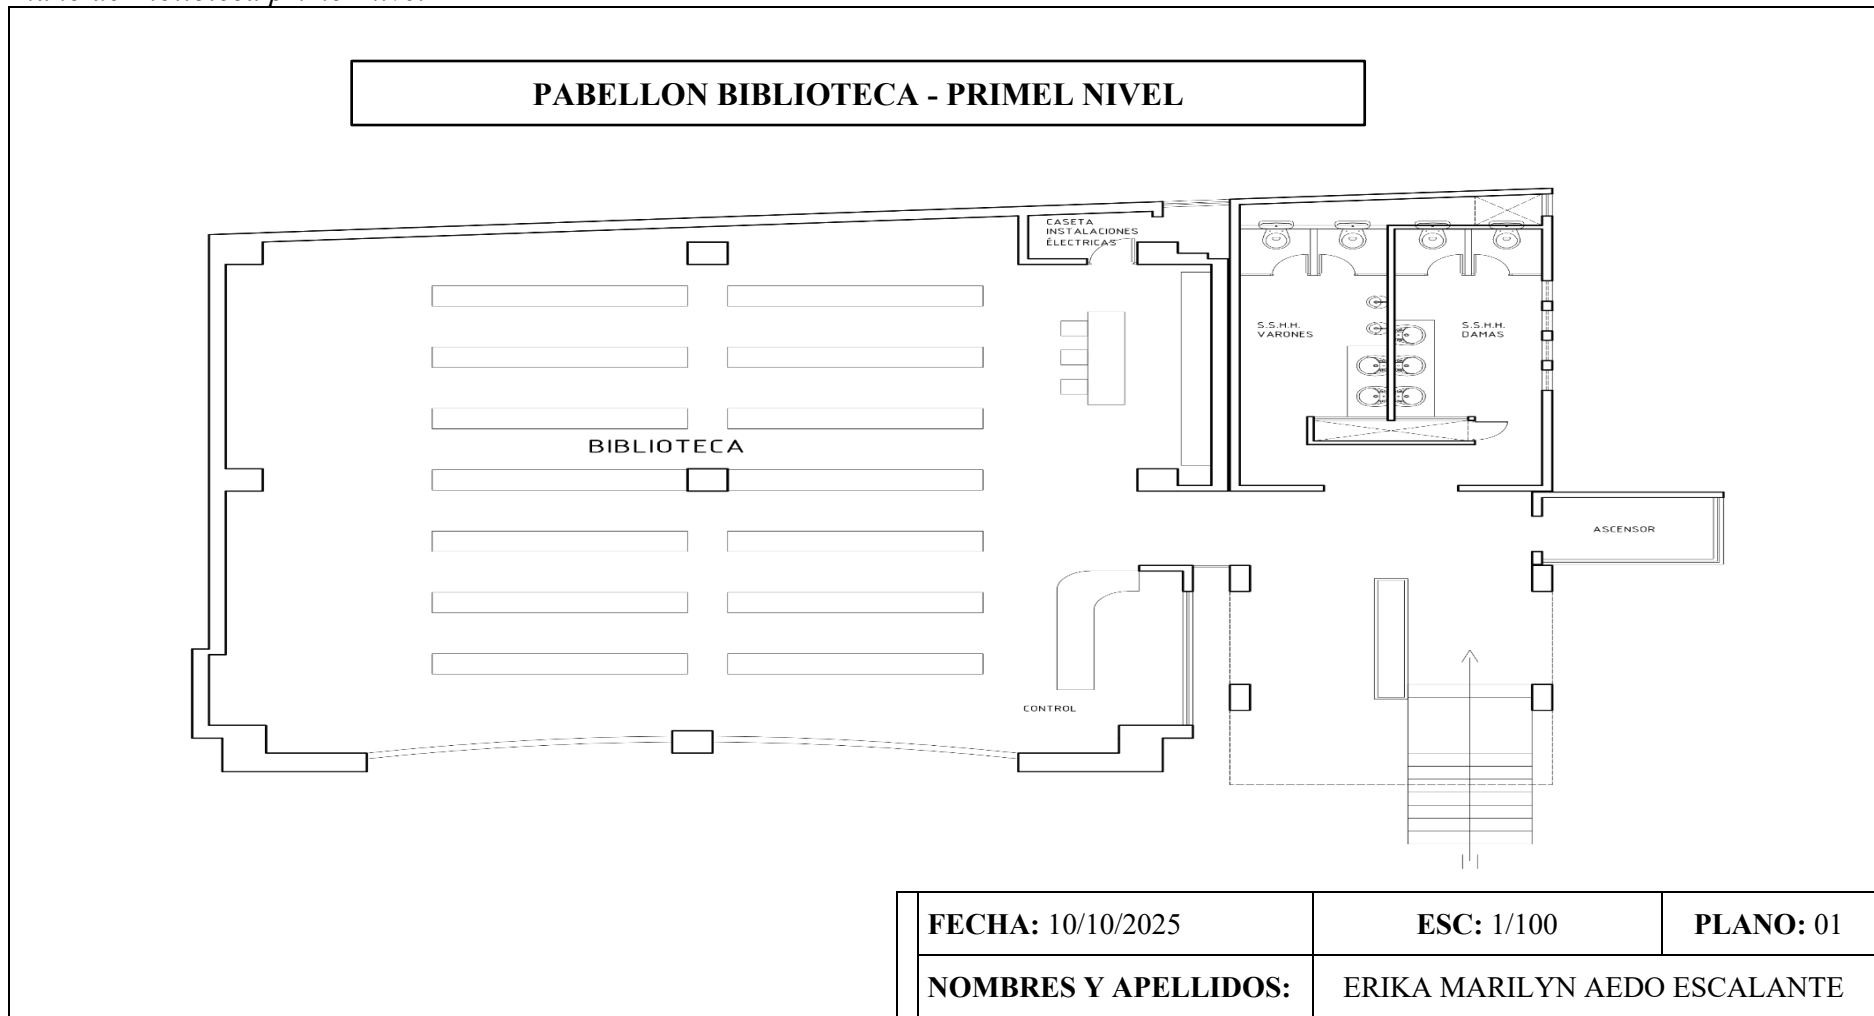 PABELLON BIBLIOTECA - PRIMEL NIVEL
CASETA
INSTALACIONES
ÉLECTRICAS
S.S.H.H.
VARONES
S.S.H.H.
DAMAS
BIBLIOTECA
ASCENSOR
CONTROL
FECHA: 10/10/2025
ESC: 1/100
PLANO: 01
NOMBRES Y APELLIDOS:
ERIKA MARILYN AEDO ESCALANTE